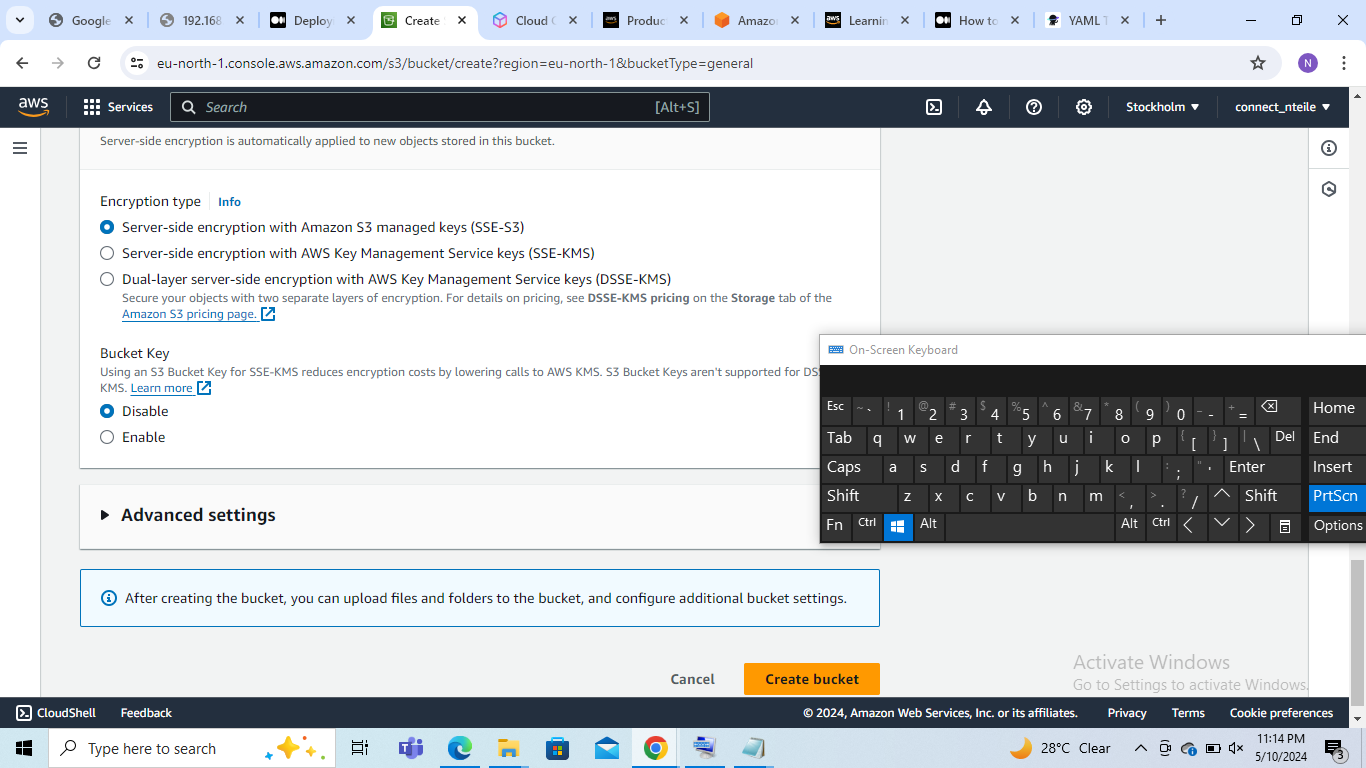 Google
192.168
Deploy
Create
Cloud C
aws Produc
Amazo
aws Learnin
How to
YAML T
eu-north-1.console.aws.amazon.com/s3/bucket/create?region=eu-north-1&bucketType=general
N
aws Services Search [Alt+S] Stockholm connect_nteile
Server-side encryption is automatically applied to new objects stored in this bucket.
Encryption type Info
Server-side encryption with Amazon S3 managed keys (SSE-S3)
Server-side encryption with AWS Key Management Service keys (SSE-KMS)
Dual-layer server-side encryption with AWS Key Management Service keys (DSSE-KMS)
Secure your objects with two separate layers of encryption. For details on pricing, see DSSE-KMS pricing on the Storage tab of the
Amazon S3 pricing page.
Bucket Key
Using an S3 Bucket Key for SSE-KMS reduces encryption costs by lowering calls to AWS KMS. S3 Bucket Keys aren't supported for DS
KMS. Learn more
Disable
Enable
Advanced settings
After creating the bucket, you can upload files and folders to the bucket, and configure additional bucket settings.
Cancel Create bucket
On-Screen Keyboard
Esc ~ ` ! 1 @ 2 # 3 $ 4 % 5 ^ 6 & 7 * 8 ( 9 ) 0 _ - + = Home
Tab q w e r t y u i o p { [ } ] | \ Del End
Caps a s d f g h j k l : ; " ' Enter Insert
Shift z x c v b n m < , > . ? / Shift PrtScn
Fn Ctrl Alt Alt Ctrl Options
Activate Windows
Go to Settings to activate Windows.
CloudShell Feedback © 2024, Amazon Web Services, Inc. or its affiliates. Privacy Terms Cookie preferences
Type here to search 28°C Clear 11:14 PM
5/10/2024
3